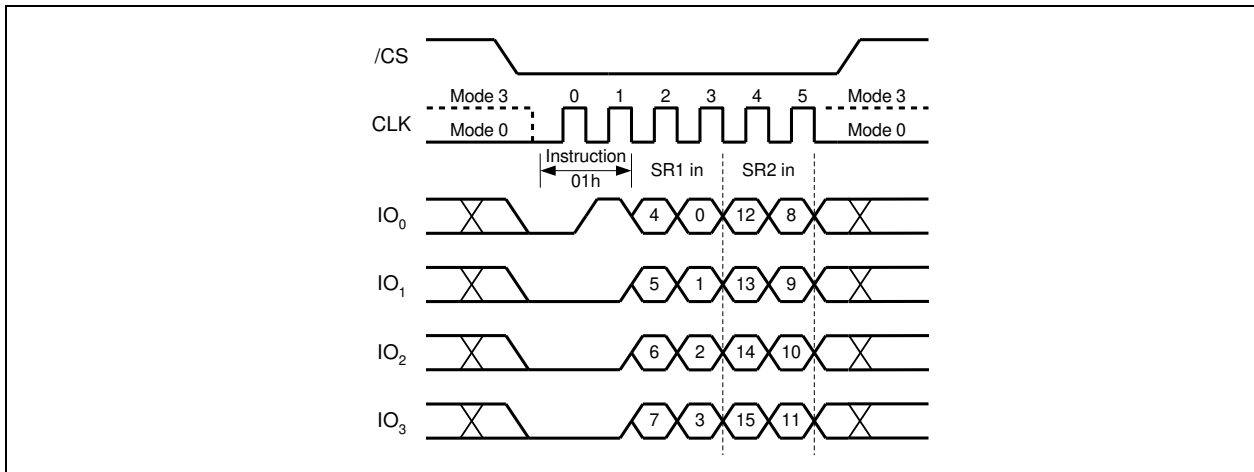 /CS
Mode 3 0 1 2 3 4 5 Mode 3
CLK
Mode 0 Mode 0
Instruction
01h
SR1 in SR2 in
IO0 4 0 12 8
IO1 5 1 13 9
IO2 6 2 14 10
IO3 7 3 15 11